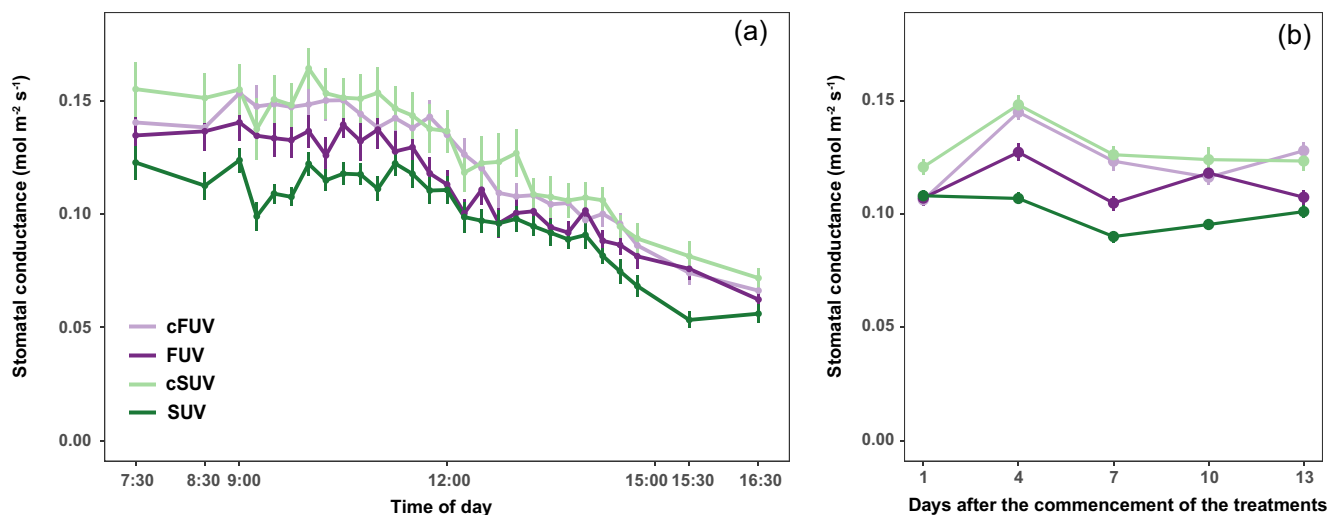 (a)
Stomatal conductance (mol m⁻² s⁻¹)
0.15
0.10
0.05
0.00
cFUV
FUV
cSUV
SUV
7:30 8:30 9:00 12:00 15:00 15:30 16:30
Time of day
(b)
Stomatal conductance (mol m⁻² s⁻¹)
0.15
0.10
0.05
0.00
1 4 7 10 13
Days after the commencement of the treatments